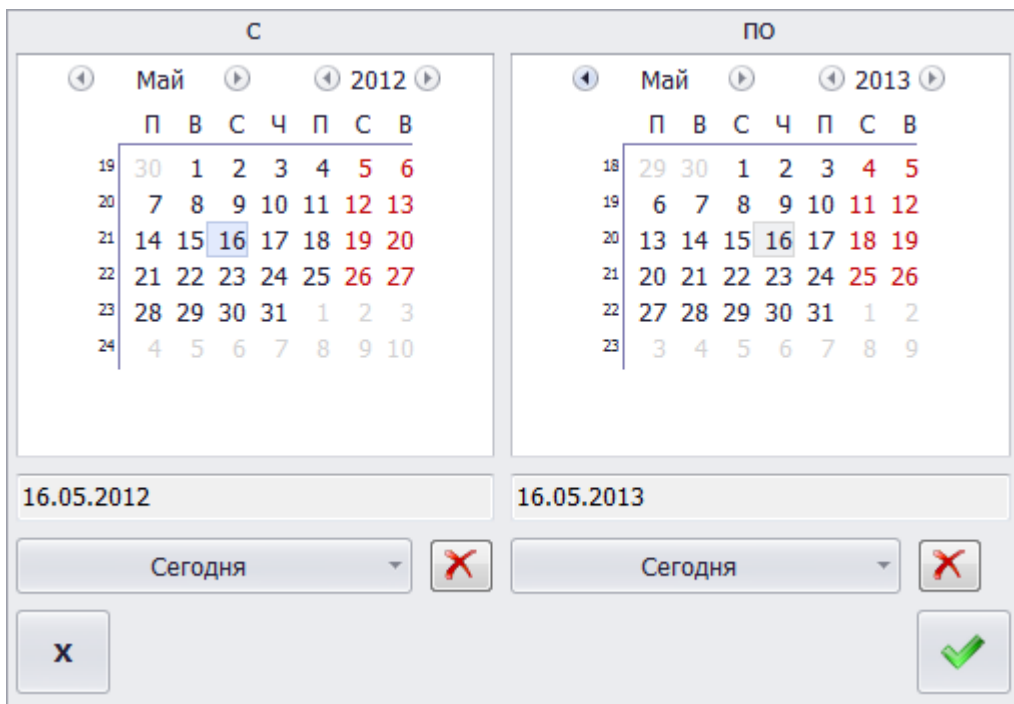 С
Май 2012
П В С Ч П С В
19 30 1 2 3 4 5 6
20 7 8 9 10 11 12 13
21 14 15 16 17 18 19 20
22 21 22 23 24 25 26 27
23 28 29 30 31 1 2 3
24 4 5 6 7 8 9 10
16.05.2012
Сегодня
x
ПО
Май 2013
П В С Ч П С В
18 29 30 1 2 3 4 5
19 6 7 8 9 10 11 12
20 13 14 15 16 17 18 19
21 20 21 22 23 24 25 26
22 27 28 29 30 31 1 2
23 3 4 5 6 7 8 9
16.05.2013
Сегодня